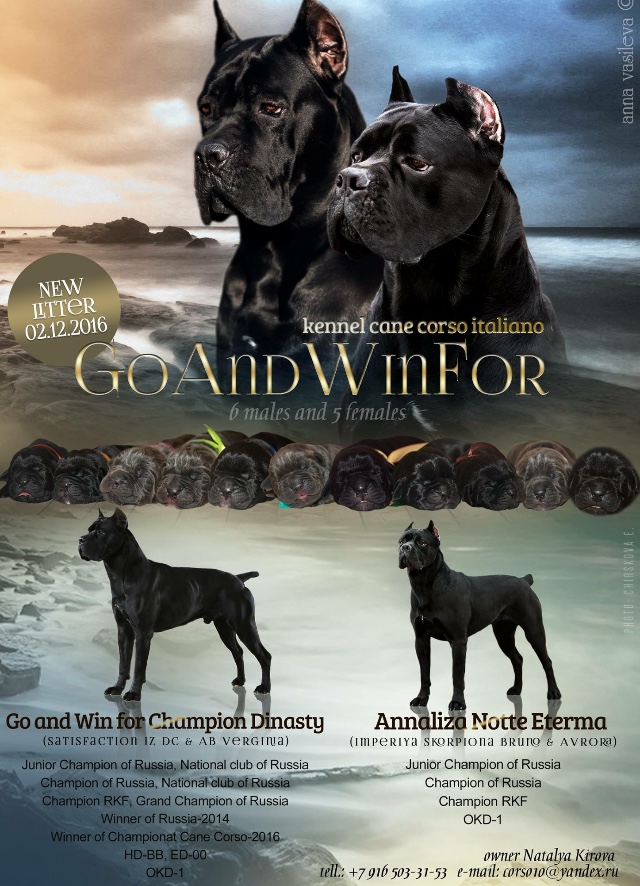 anna vasileva ©
NEW
LITTER
02.12.2016
kennel cane corso italiano
GoAndWinFor
6 males and 5 females
PHOTO: CHIRSKOVA E.
Go and Win for Champion Dinasty
(SATISFACTION IZ DC & AB VERGINIA)
Junior Champion of Russia, National club of Russia
Champion of Russia, National club of Russia
Champion RKF, Grand Champion of Russia
Winner of Russia-2014
Winner of Championat Cane Corso-2016
HD-BB, ED-00
OKD-1
Annaliza Notte Eterma
(IMPERIYA SKORPIONA BRUNO & AVRORA)
Junior Champion of Russia
Champion of Russia
Champion RKF
OKD-1
owner Natalya Kirova
tell.: +7 916 503-31-53 e-mail: corso10@yandex.ru